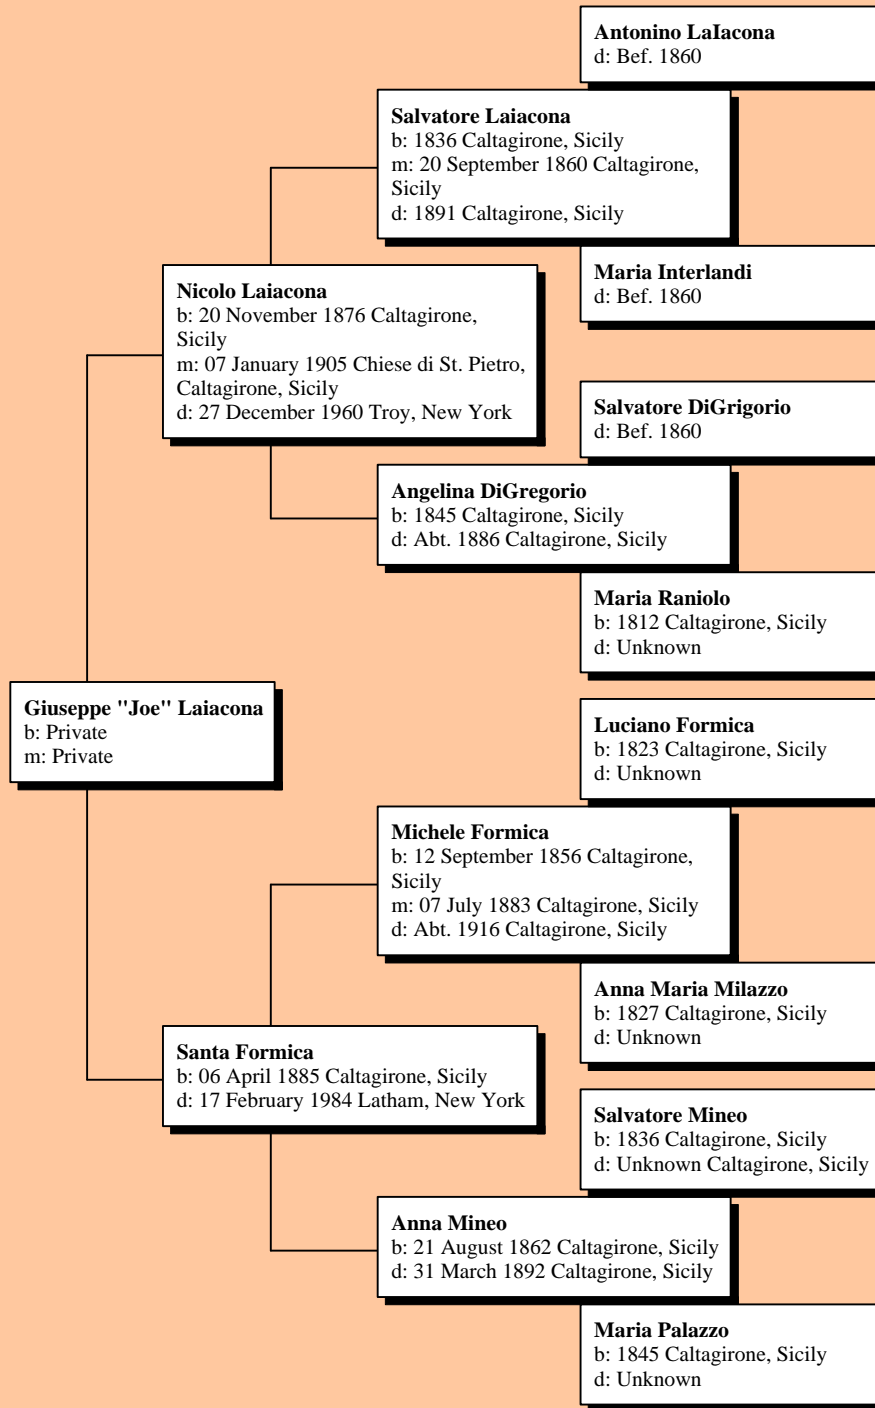 Antonino LaIacona
d: Bef. 1860
Salvatore Laiacona
b: 1836 Caltagirone, Sicily
m: 20 September 1860 Caltagirone,
Sicily
d: 1891 Caltagirone, Sicily
Maria Interlandi
d: Bef. 1860
Nicolo Laiacona
b: 20 November 1876 Caltagirone,
Sicily
m: 07 January 1905 Chiese di St. Pietro,
Caltagirone, Sicily
d: 27 December 1960 Troy, New York
Salvatore DiGrigorio
d: Bef. 1860
Angelina DiGregorio
b: 1845 Caltagirone, Sicily
d: Abt. 1886 Caltagirone, Sicily
Maria Raniolo
b: 1812 Caltagirone, Sicily
d: Unknown
Giuseppe "Joe" Laiacona
b: Private
m: Private
Luciano Formica
b: 1823 Caltagirone, Sicily
d: Unknown
Michele Formica
b: 12 September 1856 Caltagirone,
Sicily
m: 07 July 1883 Caltagirone, Sicily
d: Abt. 1916 Caltagirone, Sicily
Anna Maria Milazzo
b: 1827 Caltagirone, Sicily
d: Unknown
Santa Formica
b: 06 April 1885 Caltagirone, Sicily
d: 17 February 1984 Latham, New York
Salvatore Mineo
b: 1836 Caltagirone, Sicily
d: Unknown Caltagirone, Sicily
Anna Mineo
b: 21 August 1862 Caltagirone, Sicily
d: 31 March 1892 Caltagirone, Sicily
Maria Palazzo
b: 1845 Caltagirone, Sicily
d: Unknown